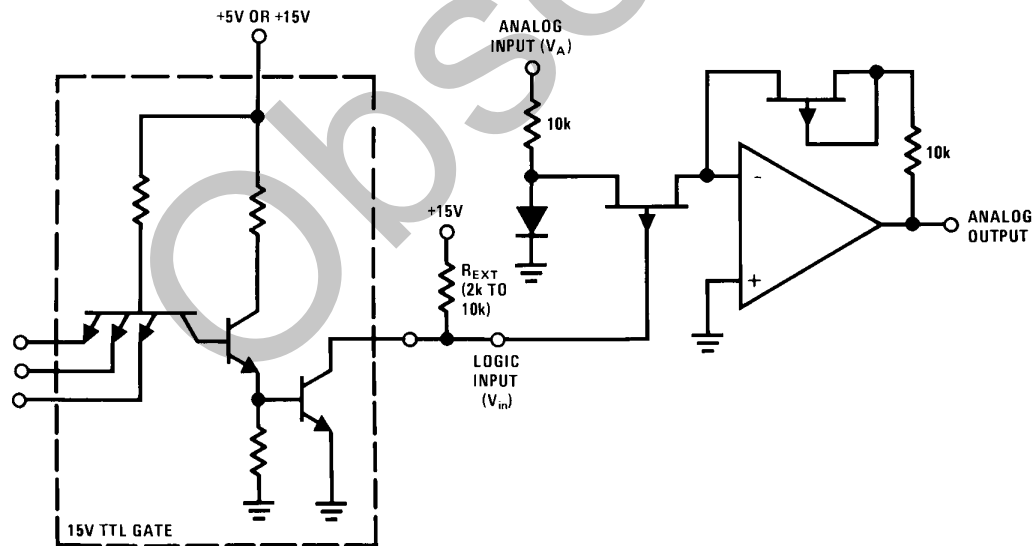 +5V OR +15V
ANALOG
INPUT (VA)
10k
10k
+15V
REXT
(2k TO
10k)
-
+
ANALOG
OUTPUT
LOGIC
INPUT
(Vin)
15V TTL GATE
Obso